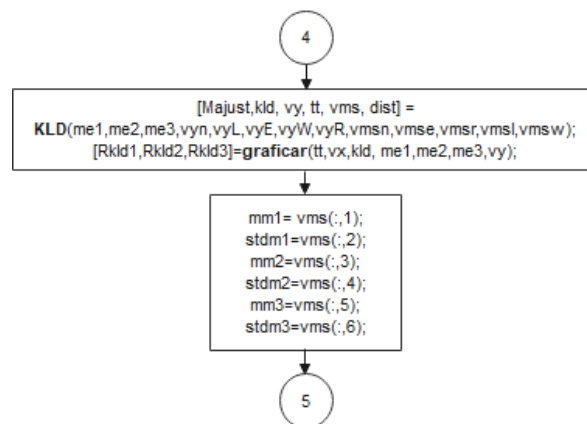 4
[Majust,kld, vy, tt, vms, dist] =
KLD(me1,me2,me3,vyn,vyL,vyE,vyW,vyR,vmsn,vmse,vmsr,vmsl,vmsw);
[Rkld1,Rkld2,Rkld3]=graficar(tt,vx,kld, me1,me2,me3,vy);
mm1= vms(:,1);
stdm1=vms(:,2);
mm2=vms(:,3);
stdm2=vms(:,4);
mm3=vms(:,5);
stdm3=vms(:,6);
5